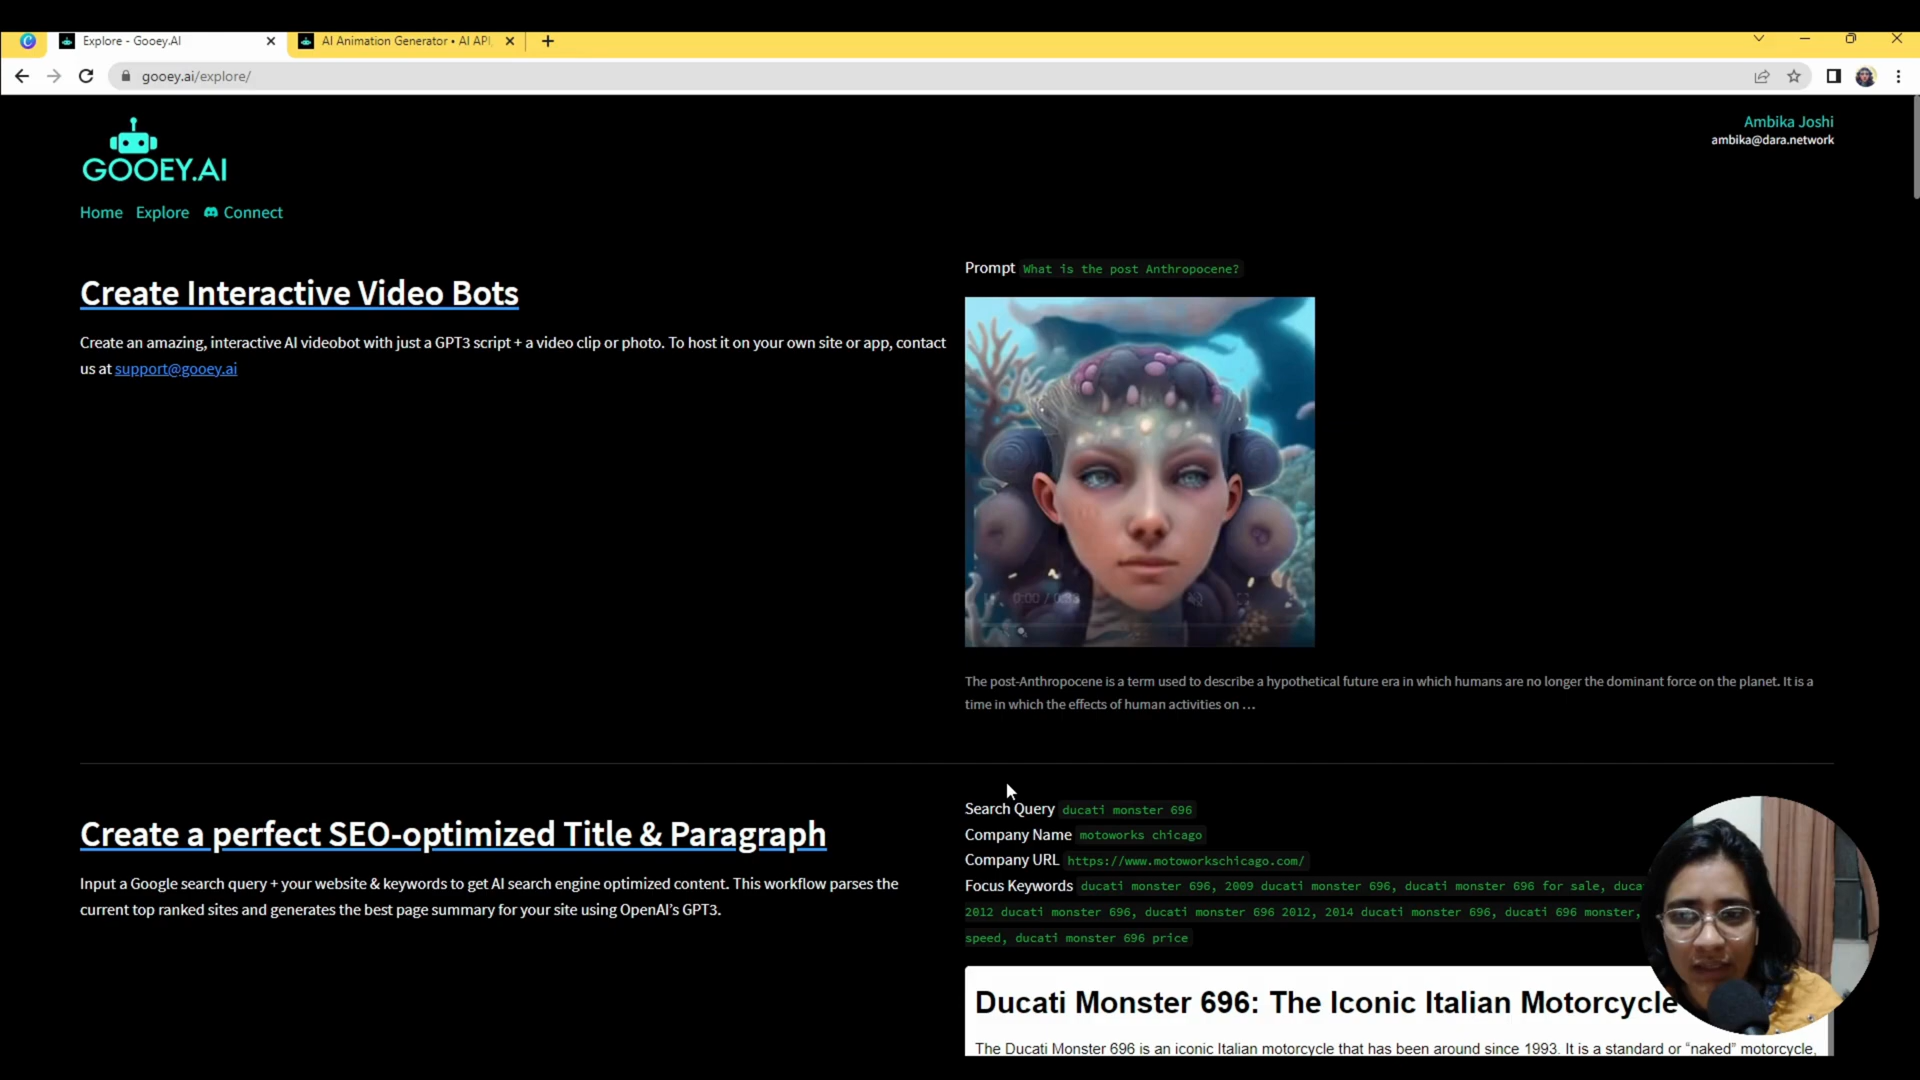 Explore - Gooey.AI
AI Animation Generator • AI API,
gooey.ai/explore/
GOOEY.AI
Ambika Joshi
ambika@dara.network
Home Explore Connect
Create Interactive Video Bots
Create an amazing, interactive AI videobot with just a GPT3 script + a video clip or photo. To host it on your own site or app, contact
us at support@gooey.ai
Prompt What is the post Anthropocene?
0:00 / 0:33
The post-Anthropocene is a term used to describe a hypothetical future era in which humans are no longer the dominant force on the planet. It is a
time in which the effects of human activities on …
Create a perfect SEO-optimized Title & Paragraph
Input a Google search query + your website & keywords to get AI search engine optimized content. This workflow parses the
current top ranked sites and generates the best page summary for your site using OpenAI's GPT3.
Search Query ducati monster 696
Company Name motoworks chicago
Company URL https://www.motoworkschicago.com/
Focus Keywords ducati monster 696, 2009 ducati monster 696, ducati monster 696 for sale,
2012 ducati monster 696, ducati monster 696 2012, 2014 ducati monster 696, ducati 696 monster,
speed, ducati monster 696 price
Ducati Monster 696: The Iconic Italian Motorcycle
The Ducati Monster 696 is an iconic Italian motorcycle that has been around since 1993. It is a standard or “naked” motorcycle,